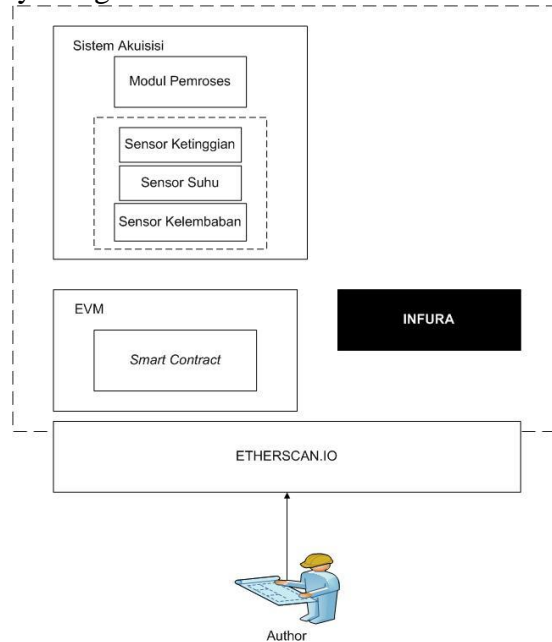 Sistem Akuisisi
Modul Pemroses
Sensor Ketinggian
Sensor Suhu
Sensor Kelembaban
EVM
Smart Contract
INFURA
ETHERSCAN.IO
Author